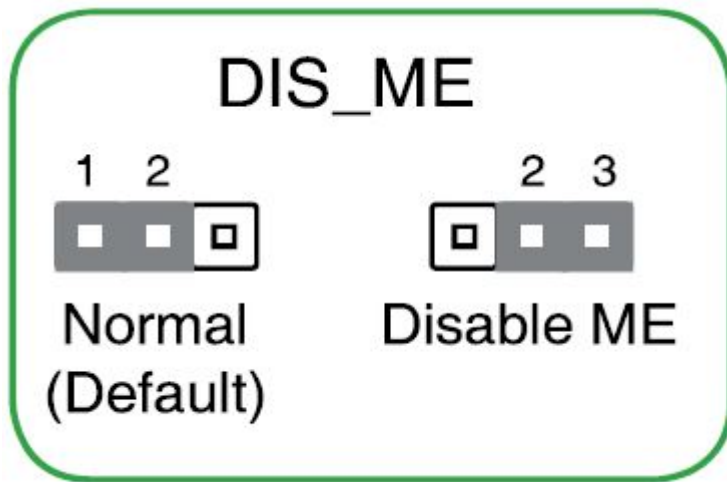 DIS_ME
1 2
2 3
Normal
(Default)
Disable ME